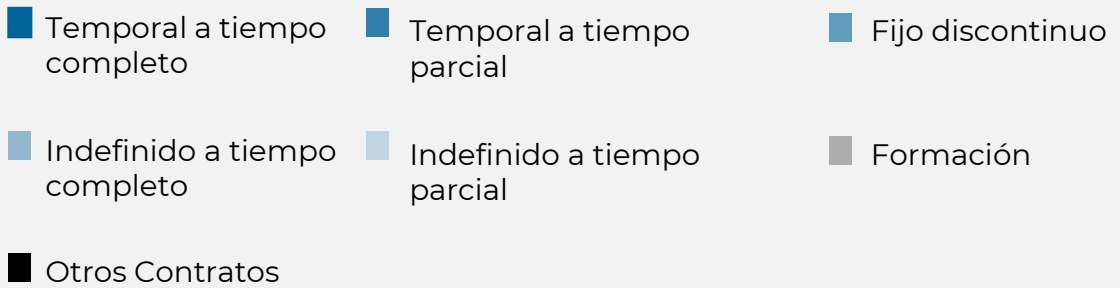 Temporal a tiempo
completo
Temporal a tiempo
parcial
Fijo discontinuo
Indefinido a tiempo
completo
Indefinido a tiempo
parcial
Formación
Otros Contratos